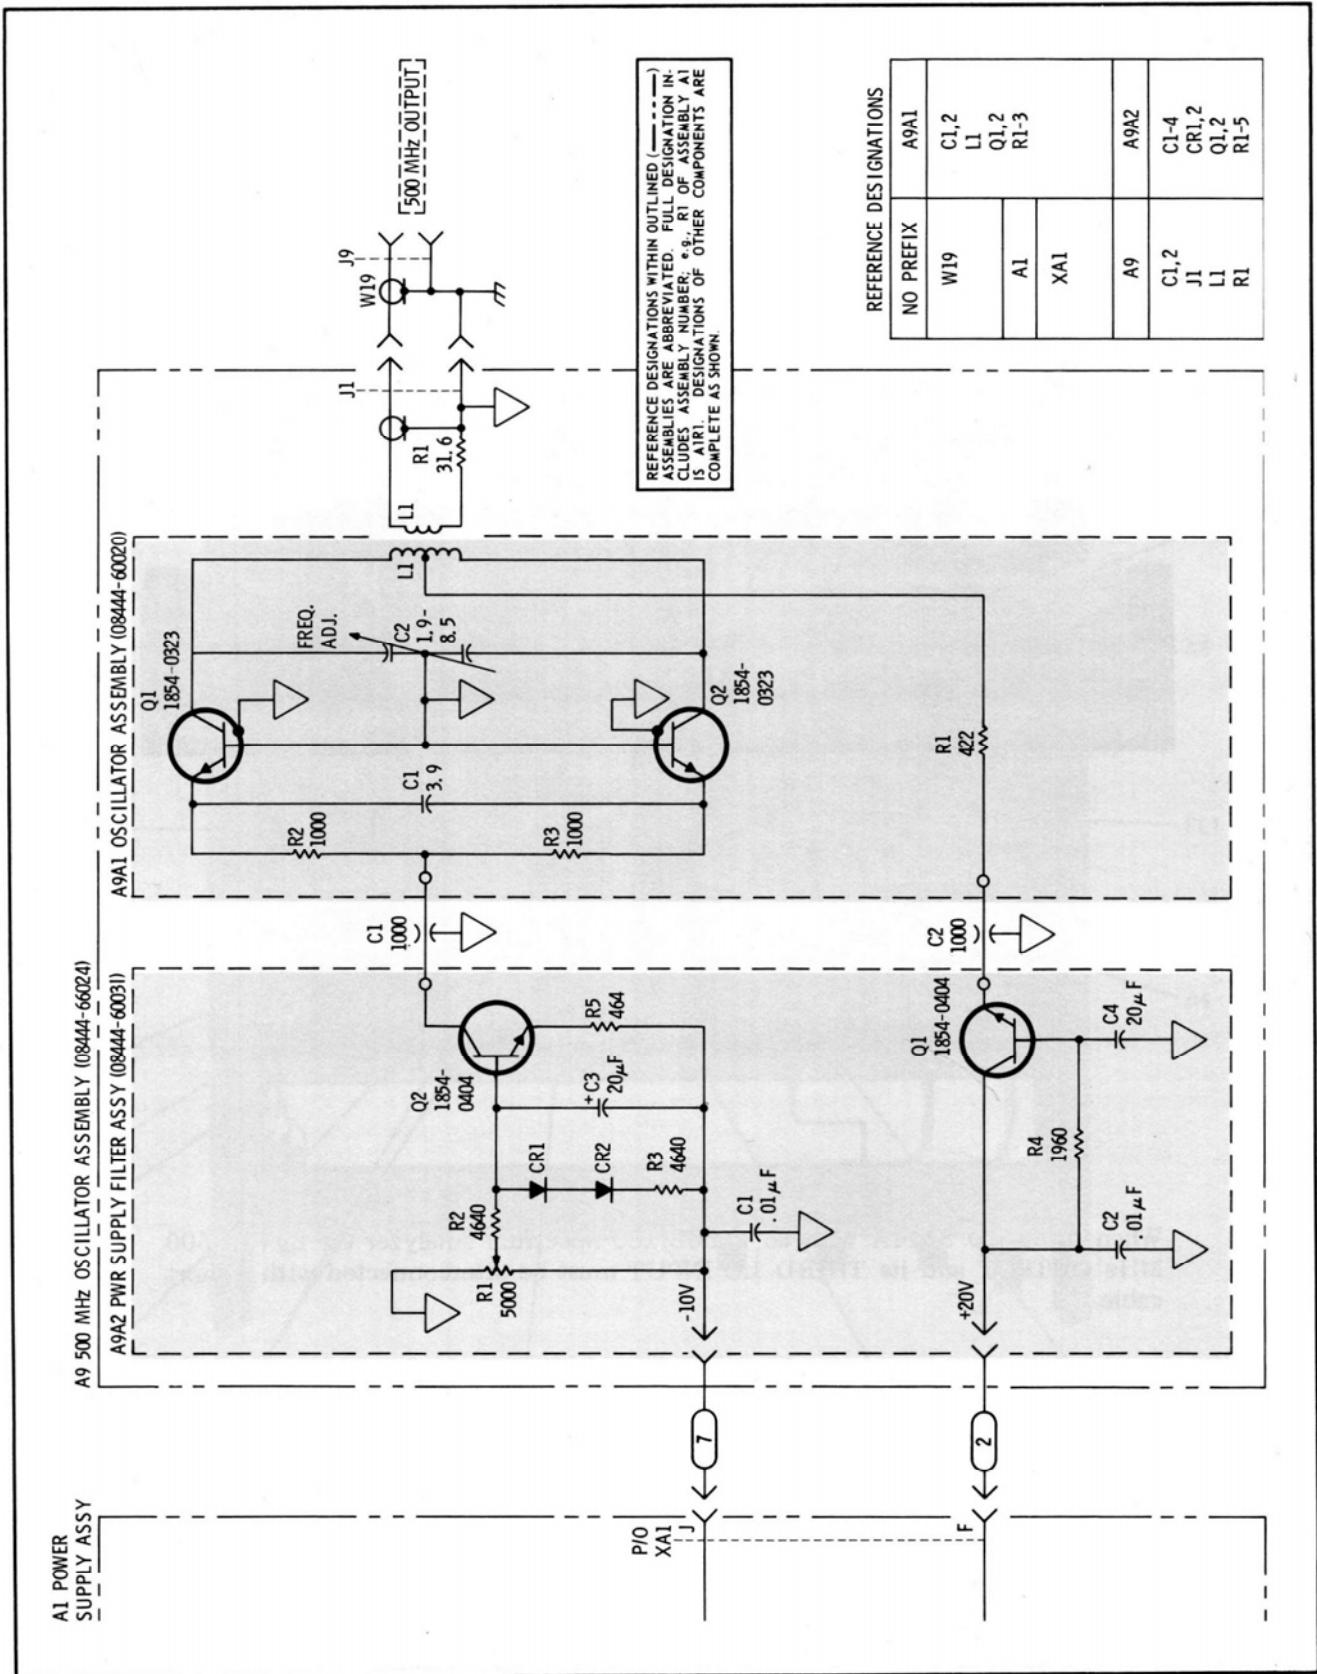 A9 500 MHz OSCILLATOR ASSEMBLY (08444-66024)
A1 POWER
SUPPLY ASSY
A9A2 PWR SUPPLY FILTER ASSY (08444-60031)
A9A1 OSCILLATOR ASSEMBLY (08444-60020)
P/O
XA1
J
F
7
2
-10V
+20V
R1
5000
R2
4640
CR1
CR2
R3
4640
C1
.01µF
+C3
20µF
Q2
1854-
0404
R5
464
C2
.01µF
R4
1960
C4
20µF
Q1
1854-0404
C1
1000
C2
1000
R2
1000
R3
1000
C1
3.9
Q1
1854-0323
Q2
1854-
0323
FREQ.
ADJ.
C2
1.9-
8.5
L1
R1
422
L1
R1
31.6
J1
W19
J9
500 MHz OUTPUT
REFERENCE DESIGNATIONS WITHIN OUTLINED (—--—)
ASSEMBLIES ARE ABBREVIATED. FULL DESIGNATION IN-
CLUDES ASSEMBLY NUMBER; e.g., R1 OF ASSEMBLY A1
IS A1R1. DESIGNATIONS OF OTHER COMPONENTS ARE
COMPLETE AS SHOWN.
REFERENCE DESIGNATIONS
NO PREFIX
A9A1
W19
C1,2
L1
Q1,2
R1-3
A1
XA1
A9
A9A2
C1,2
J1
L1
R1
C1-4
CR1,2
Q1,2
R1-5